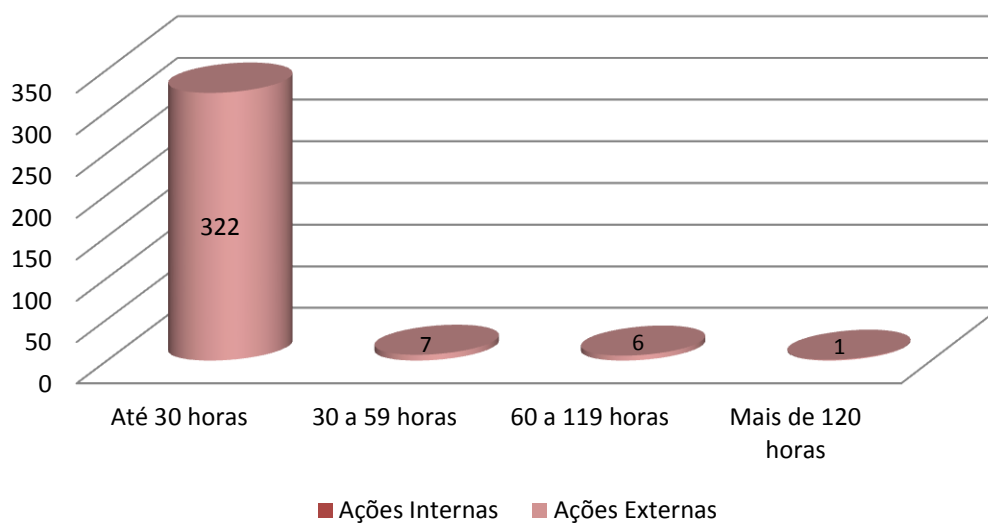 350
300
250
200
150
100
50
0
322
7
6
1
Até 30 horas
30 a 59 horas
60 a 119 horas
Mais de 120
horas
Ações Internas
Ações Externas